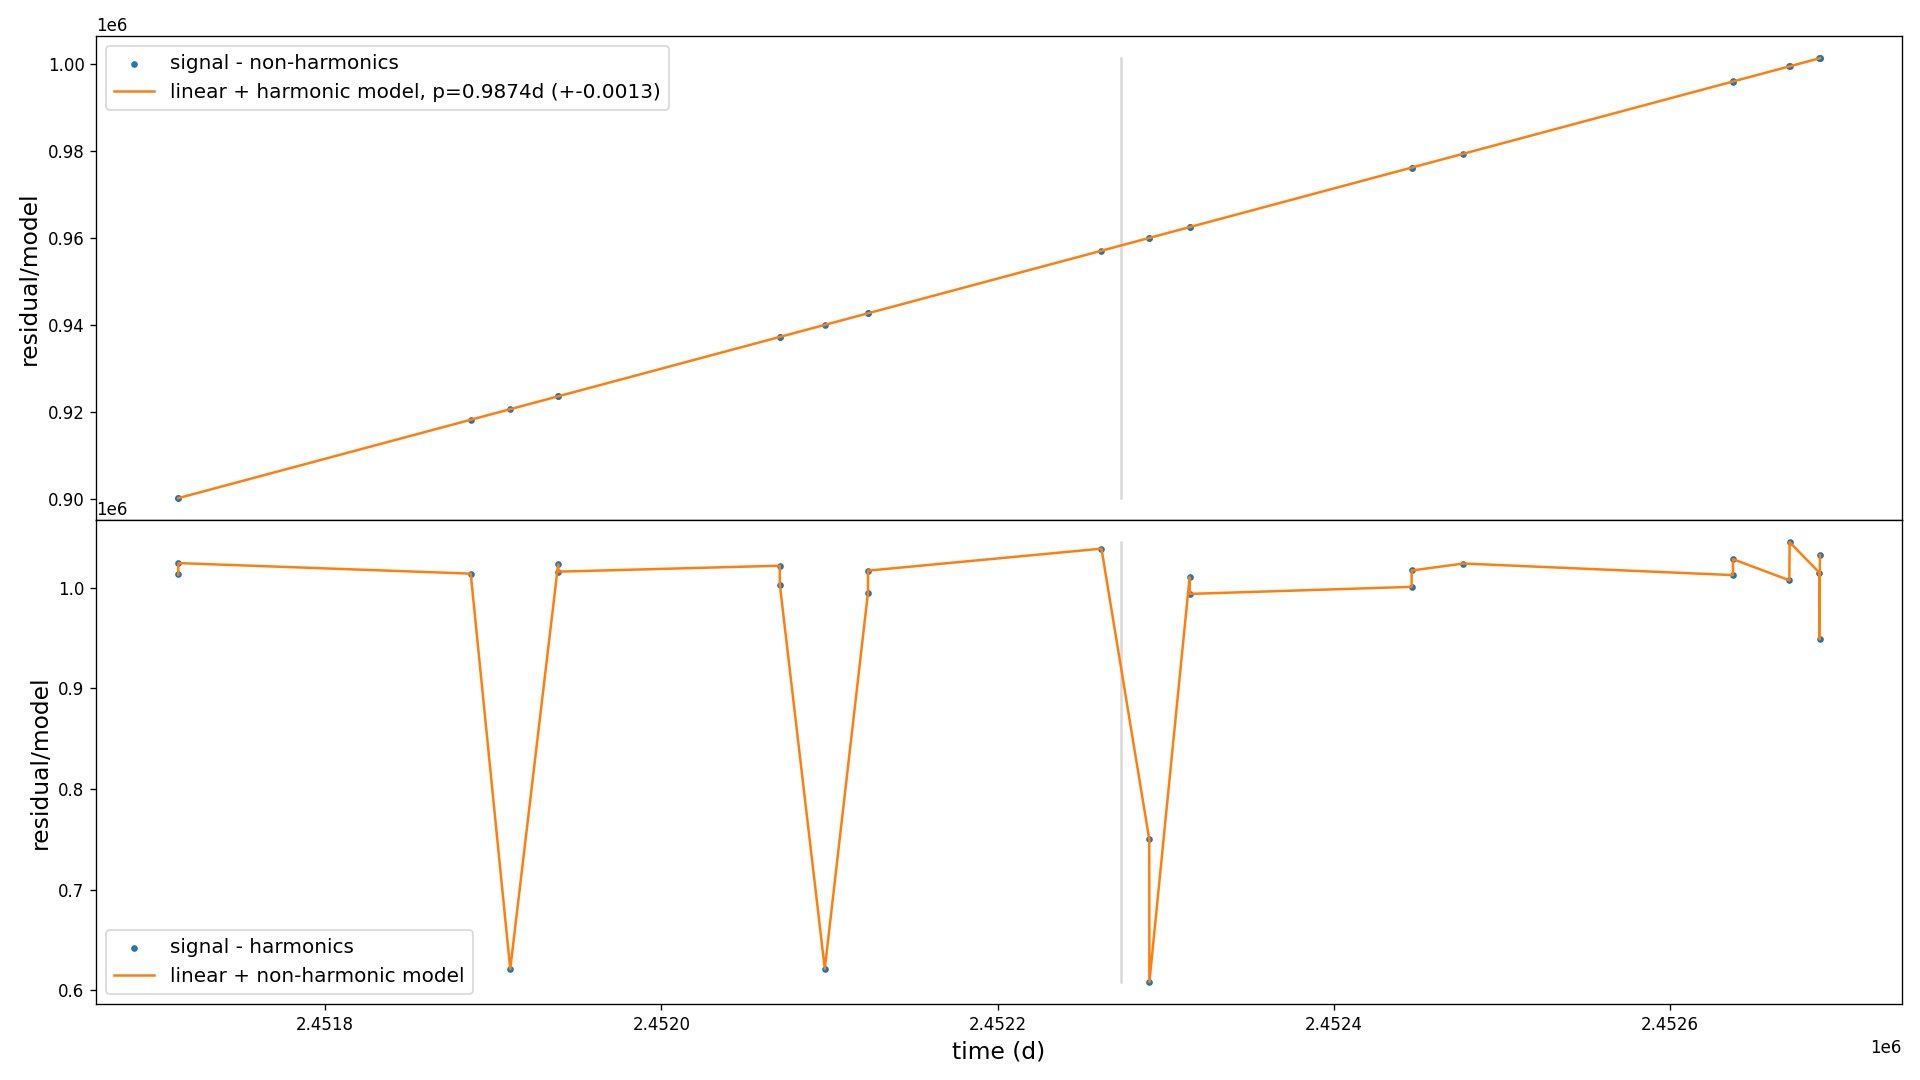 1e6
1.00
0.98
0.96
0.94
0.92
0.90
residual/model
signal - non-harmonics
linear + harmonic model, p=0.9874d (+-0.0013)
1e6
1.0
0.9
0.8
0.7
0.6
residual/model
signal - harmonics
linear + non-harmonic model
2.4518
2.4520
2.4522
2.4524
2.4526
time (d)
1e6